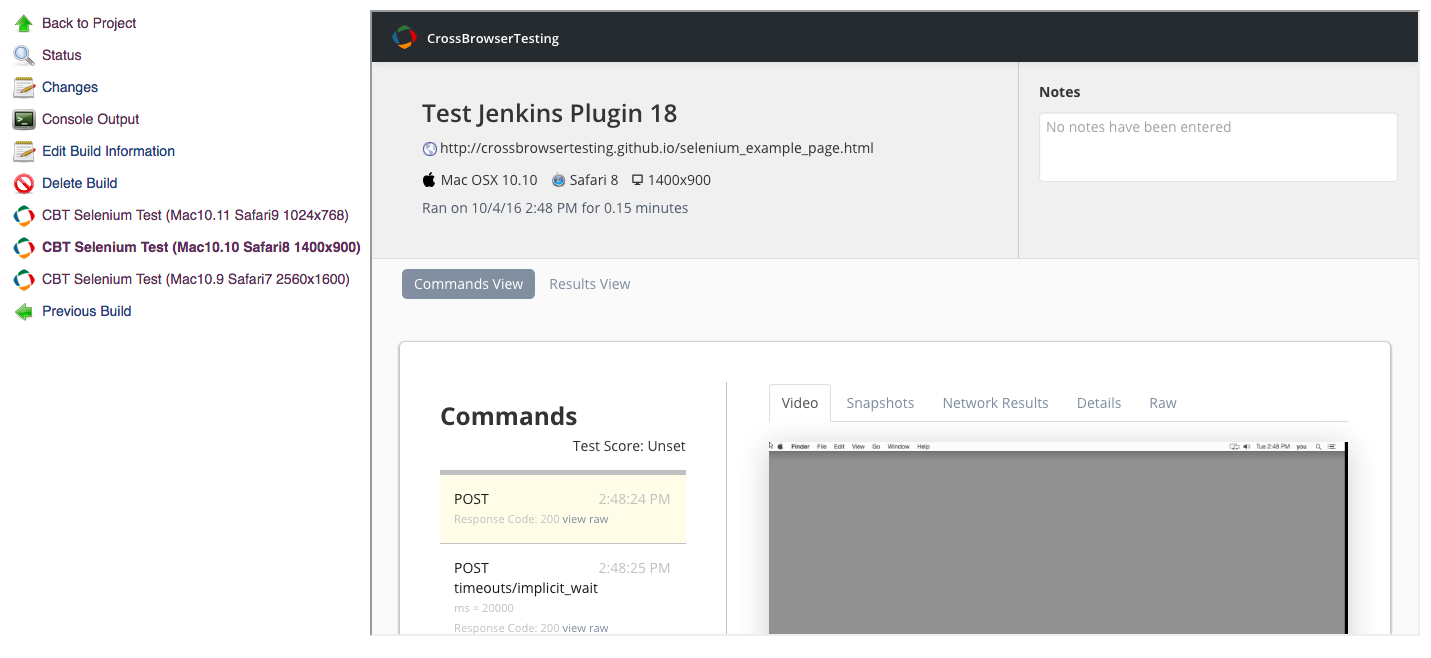 Back to Project
Status
Changes
Console Output
Edit Build Information
Delete Build
CBT Selenium Test (Mac10.11 Safari9 1024x768)
CBT Selenium Test (Mac10.10 Safari8 1400x900)
CBT Selenium Test (Mac10.9 Safari7 2560x1600)
Previous Build
CrossBrowserTesting
Test Jenkins Plugin 18
http://crossbrowsertesting.github.io/selenium_example_page.html
Mac OSX 10.10 Safari 8 1400x900
Ran on 10/4/16 2:48 PM for 0.15 minutes
Notes
No notes have been entered
Commands View Results View
Commands
Test Score: Unset
POST 2:48:24 PM
Response Code: 200 view raw
POST 2:48:25 PM
timeouts/implicit_wait
ms = 20000
Response Code: 200 view raw
Video Snapshots Network Results Details Raw
Finder File Edit View Go Window Help Tue 2:48 PM you